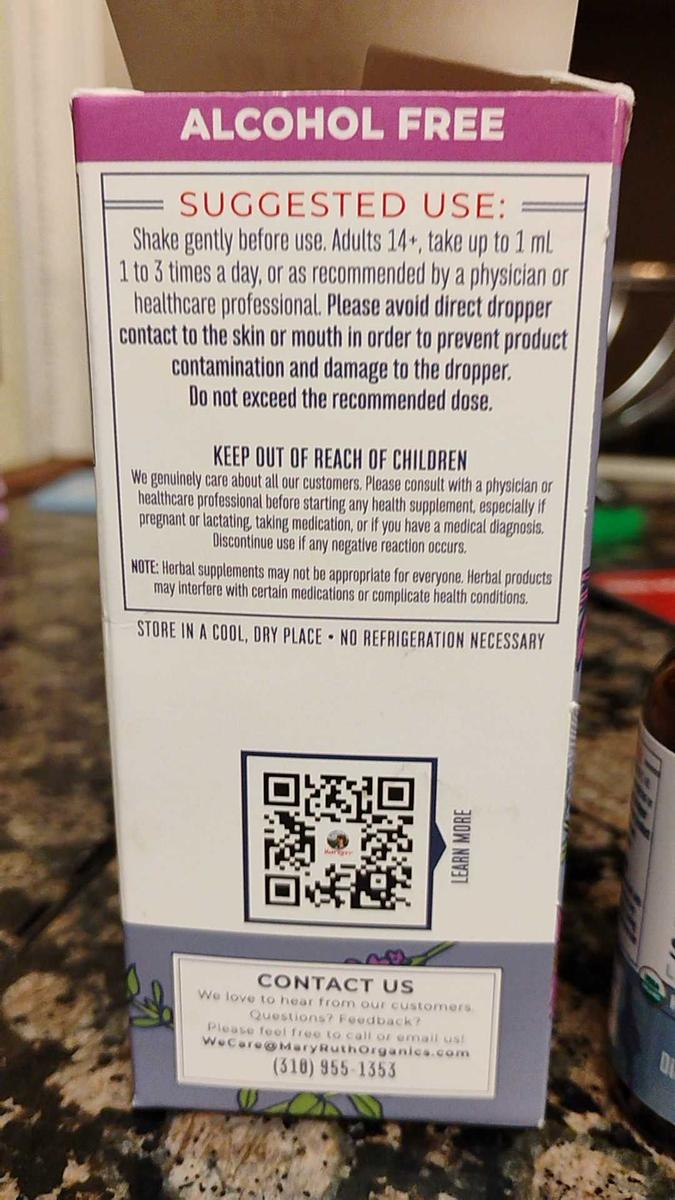 ALCOHOL FREE
SUGGESTED USE:
Shake gently before use. Adults 14+, take up to 1 mL
1 to 3 times a day, or as recommended by a physician or
healthcare professional. Please avoid direct dropper
contact to the skin or mouth in order to prevent product
contamination and damage to the dropper.
Do not exceed the recommended dose.
KEEP OUT OF REACH OF CHILDREN
We genuinely care about all our customers. Please consult with a physician or
healthcare professional before starting any health supplement, especially if
pregnant or lactating, taking medication, or if you have a medical diagnosis.
Discontinue use if any negative reaction occurs.
NOTE: Herbal supplements may not be appropriate for everyone. Herbal products
may interfere with certain medications or complicate health conditions.
STORE IN A COOL, DRY PLACE • NO REFRIGERATION NECESSARY
LEARN MORE
CONTACT US
We love to hear from our customers.
Questions? Feedback?
Please feel free to call or email us!
WeCare@MaryRuthOrganics.com
(310) 955-1353